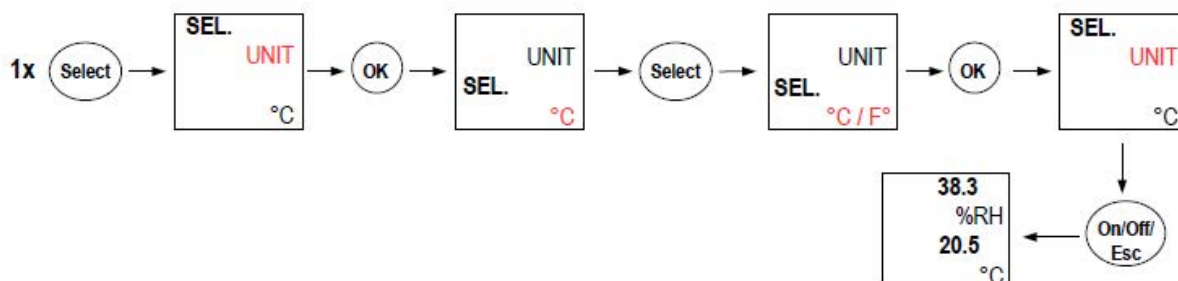 1x
Select
SEL.
UNIT
°C
OK
UNIT
SEL.
°C
Select
UNIT
SEL.
°C / F°
OK
SEL.
UNIT
°C
On/Off/
Esc
38.3
%RH
20.5
°C